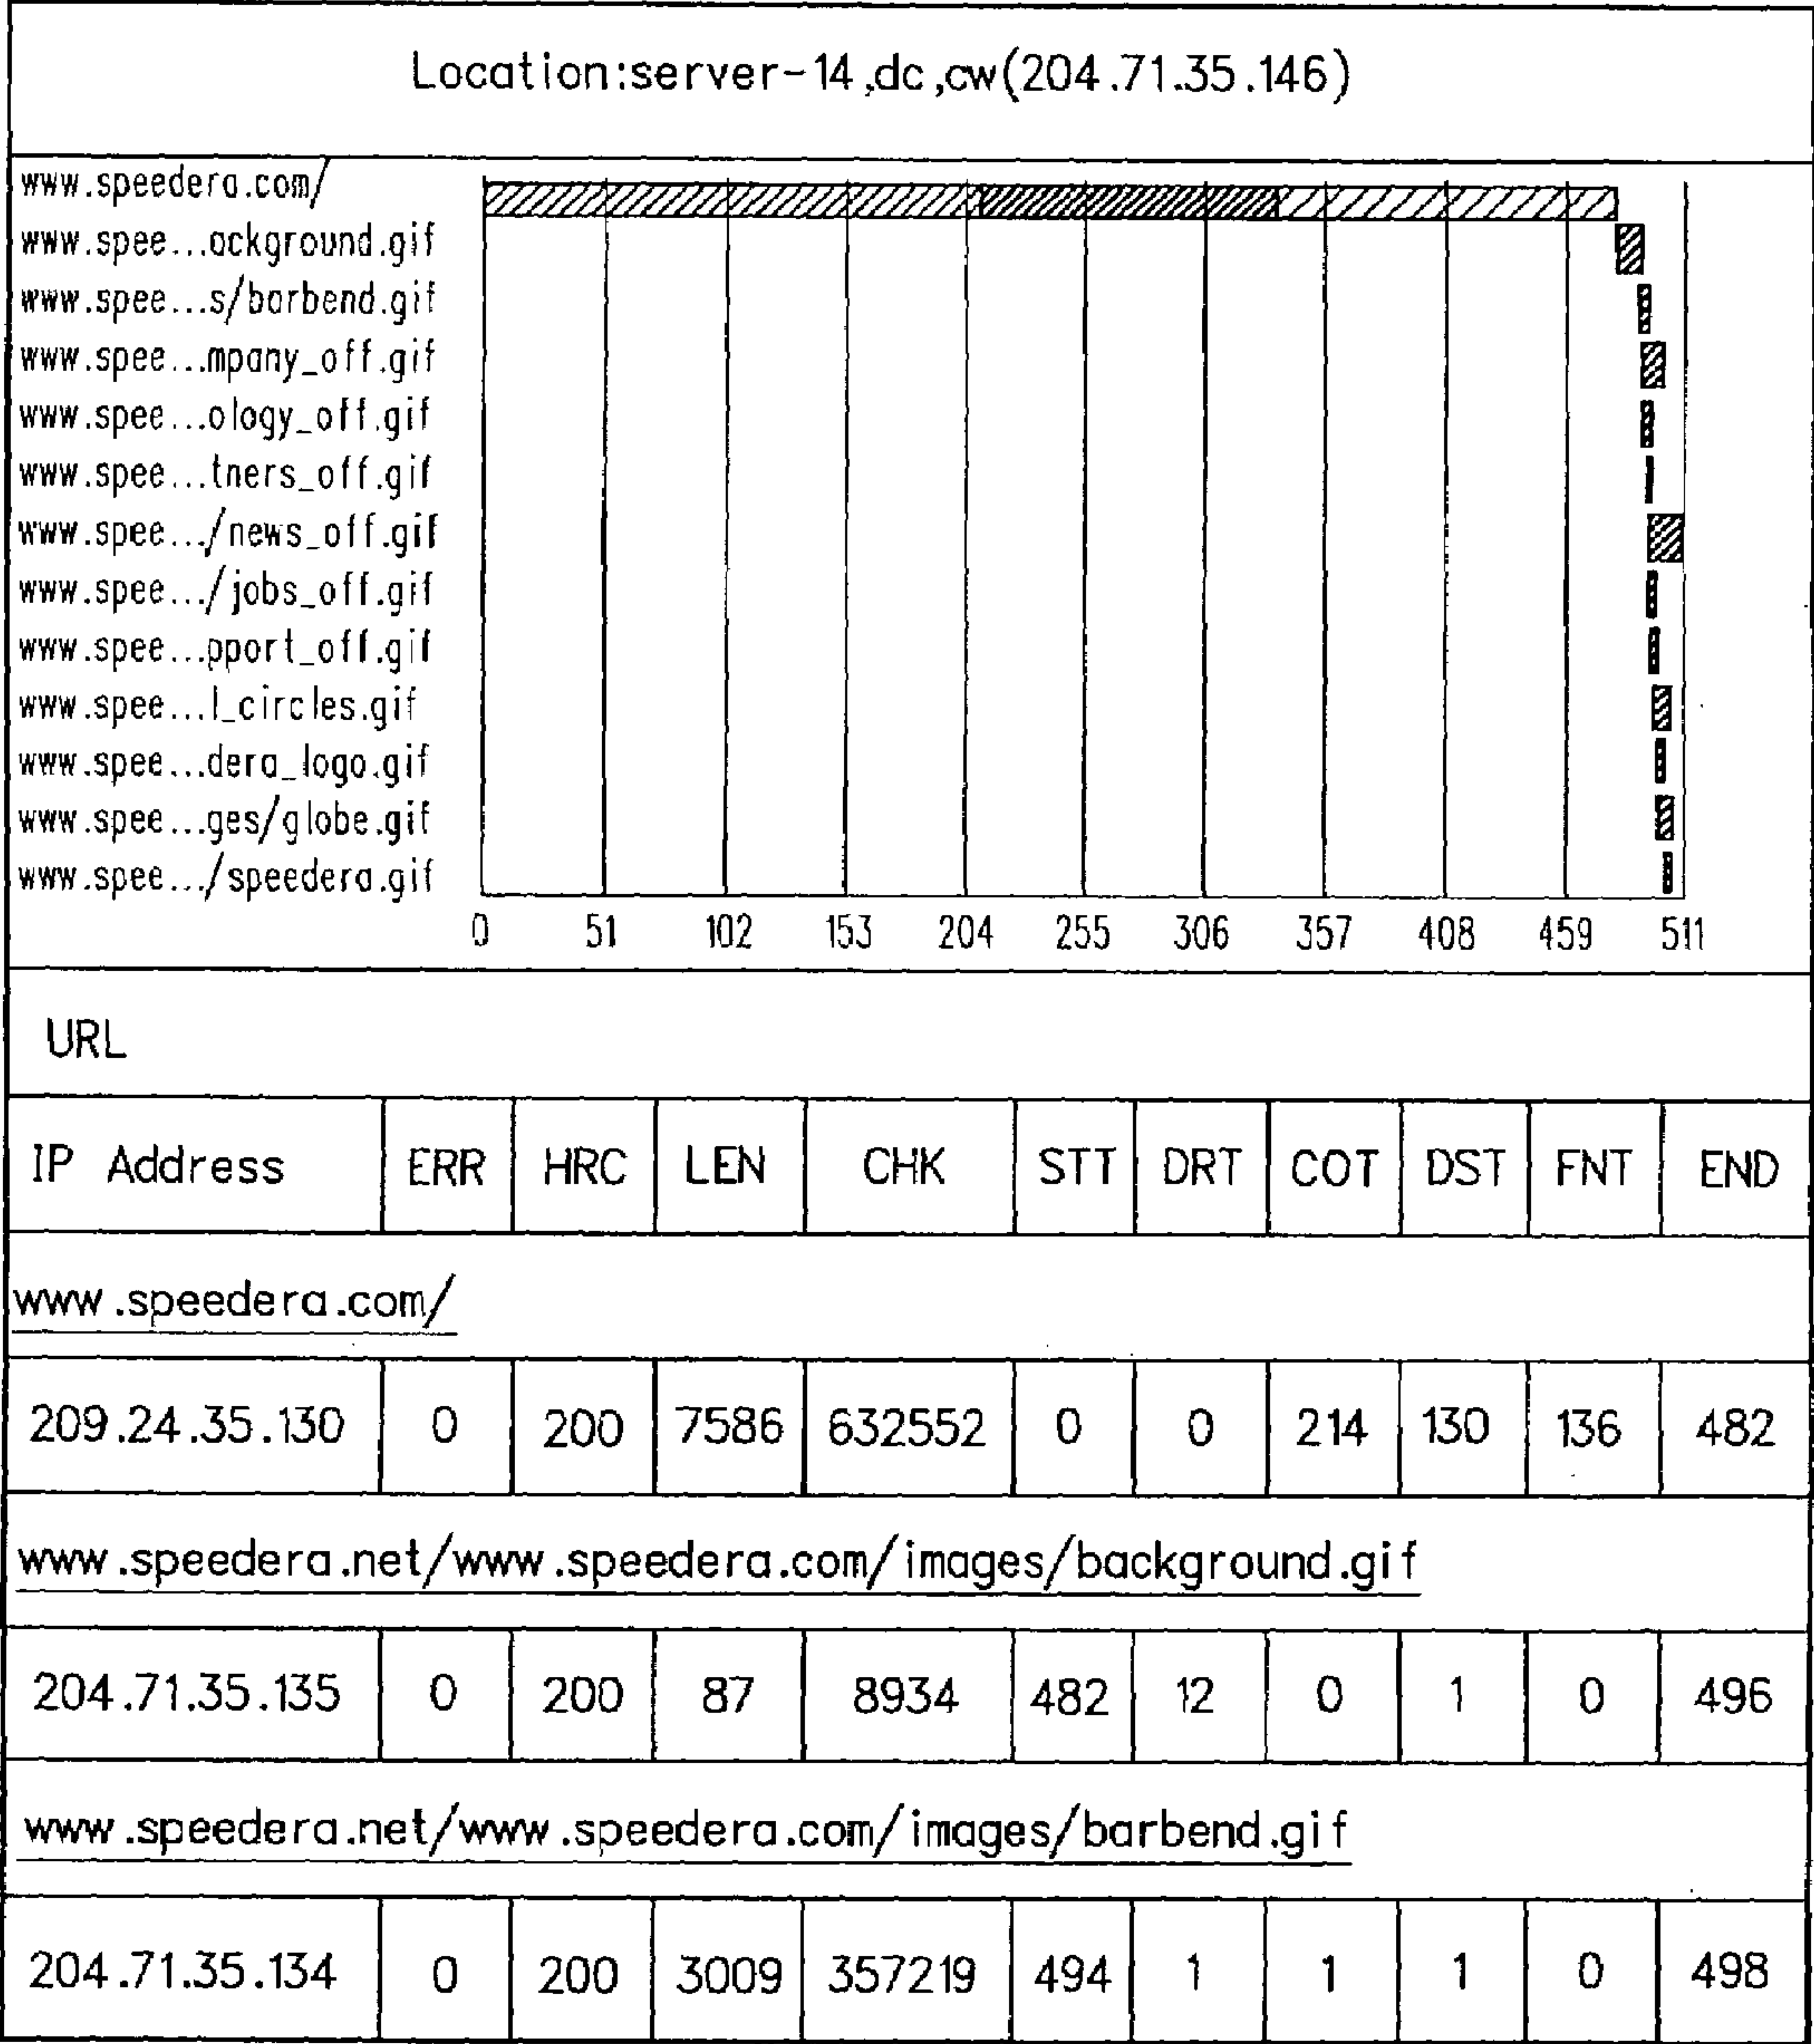 Location:server-14,dc,cw(204.71.35.146)
www.speedera.com/
www.spee...ackground.gif
www.spee...s/barbend.gif
www.spee...mpany_off.gif
www.spee...ology_off.gif
www.spee...tners_off.gif
www.spee.../news_off.gif
www.spee.../jobs_off.gif
www.spee...pport_off.gif
www.spee...l_circles.gif
www.spee...dera_logo.gif
www.spee...ges/globe.gif
www.spee.../speedera.gif
0 51 102 153 204 255 306 357 408 459 511
URL
IP Address ERR HRC LEN CHK STT DRT COT DST FNT END
www.speedera.com/
209.24.35.130 0 200 7586 632552 0 0 214 130 136 482
www.speedera.net/www.speedera.com/images/background.gif
204.71.35.135 0 200 87 8934 482 12 0 1 0 496
www.speedera.net/www.speedera.com/images/barbend.gif
204.71.35.134 0 200 3009 357219 494 1 1 1 0 498